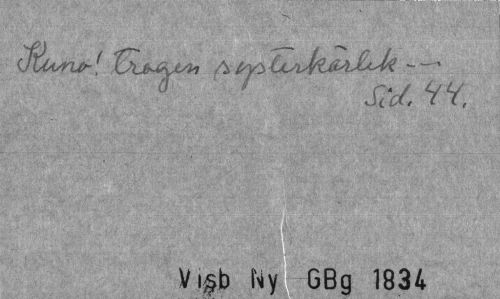 Kuno! trogen systerkärlek --
Sid. 44.
Visb Ny GBg 1834